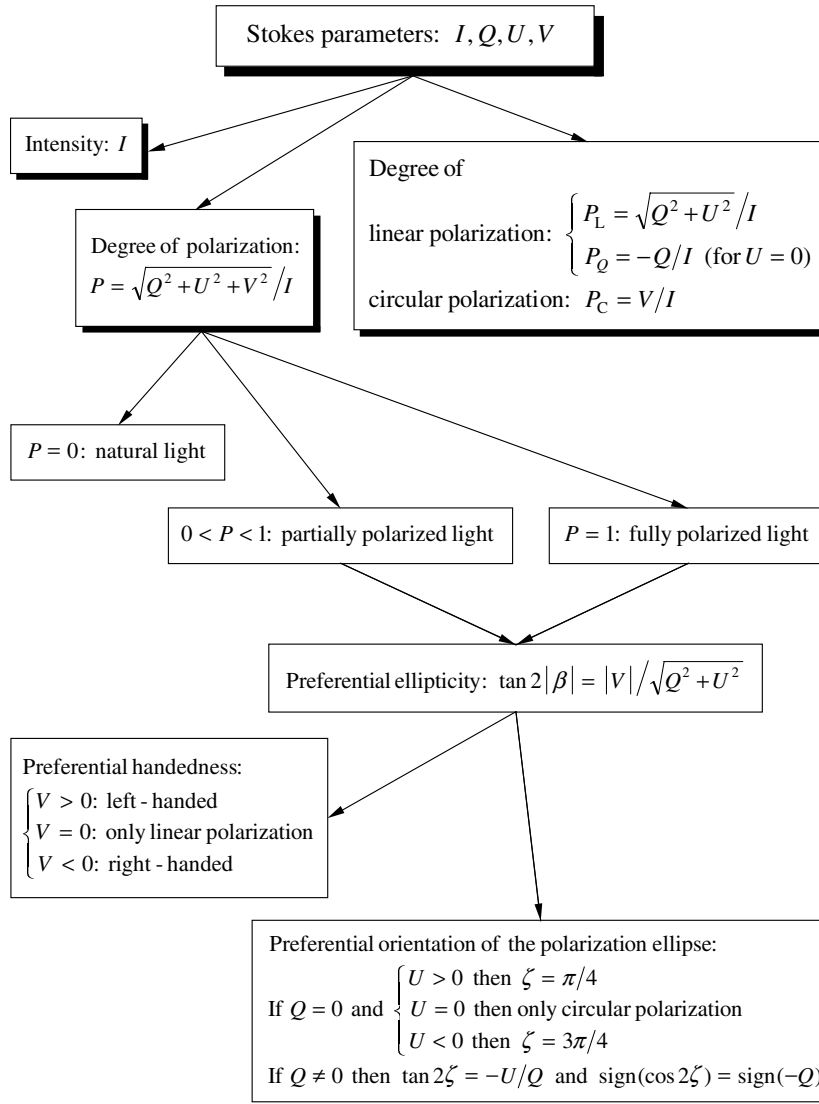 Stokes parameters: I, Q, U, V
Intensity: I
Degree of
linear polarization: { P_L = √(Q² + U²) / I
P_Q = −Q/I (for U = 0)
circular polarization: P_C = V/I
Degree of polarization:
P = √(Q² + U² + V²) / I
P = 0: natural light
0 < P < 1: partially polarized light
P = 1: fully polarized light
Preferential ellipticity: tan 2|β| = |V| / √(Q² + U²)
Preferential handedness:
V > 0: left - handed
V = 0: only linear polarization
V < 0: right - handed
Preferential orientation of the polarization ellipse:
U > 0 then ζ = π/4
If Q = 0 and { U = 0 then only circular polarization
U < 0 then ζ = 3π/4
If Q ≠ 0 then tan 2ζ = −U/Q and sign(cos 2ζ) = sign(−Q)